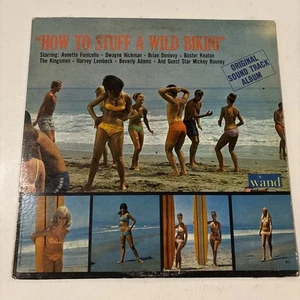 "HOW TO STUFF A WILD BIKINI"
Starring: Annette Funicello - Dwayne Hickman - Brian Donlevy - Buster Keaton
The Kingsmen - Harvey Lembeck - Beverly Adams - And Guest Star Mickey Rooney
ORIGINAL
SOUND TRACK
ALBUM
wand